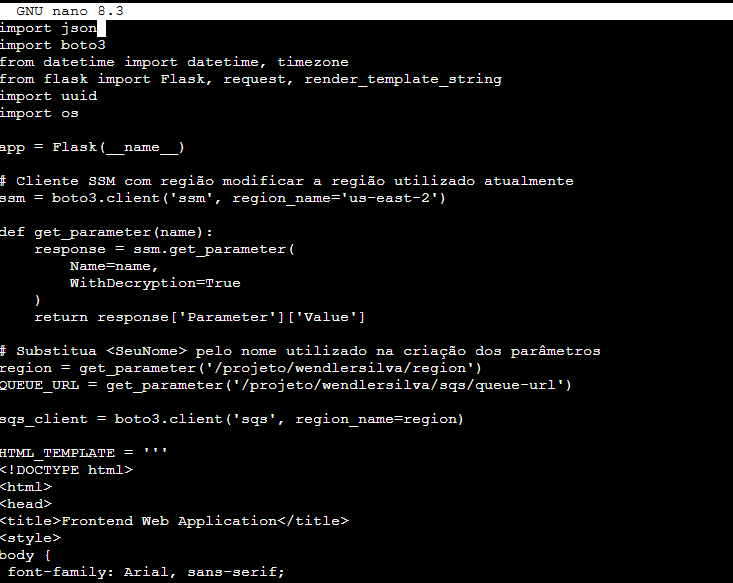 GNU nano 8.3
import json
import boto3
from datetime import datetime, timezone
from flask import Flask, request, render_template_string
import uuid
import os
app = Flask(__name__)
# Cliente SSM com região modificar a região utilizado atualmente
ssm = boto3.client('ssm', region_name='us-east-2')
def get_parameter(name):
    response = ssm.get_parameter(
        Name=name,
        WithDecryption=True
    )
    return response['Parameter']['Value']
# Substitua <SeuNome> pelo nome utilizado na criação dos parâmetros
region = get_parameter('/projeto/wendlersilva/region')
QUEUE_URL = get_parameter('/projeto/wendlersilva/sqs/queue-url')
sqs_client = boto3.client('sqs', region_name=region)
HTML_TEMPLATE = '''
<!DOCTYPE html>
<html>
<head>
<title>Frontend Web Application</title>
<style>
body {
 font-family: Arial, sans-serif;